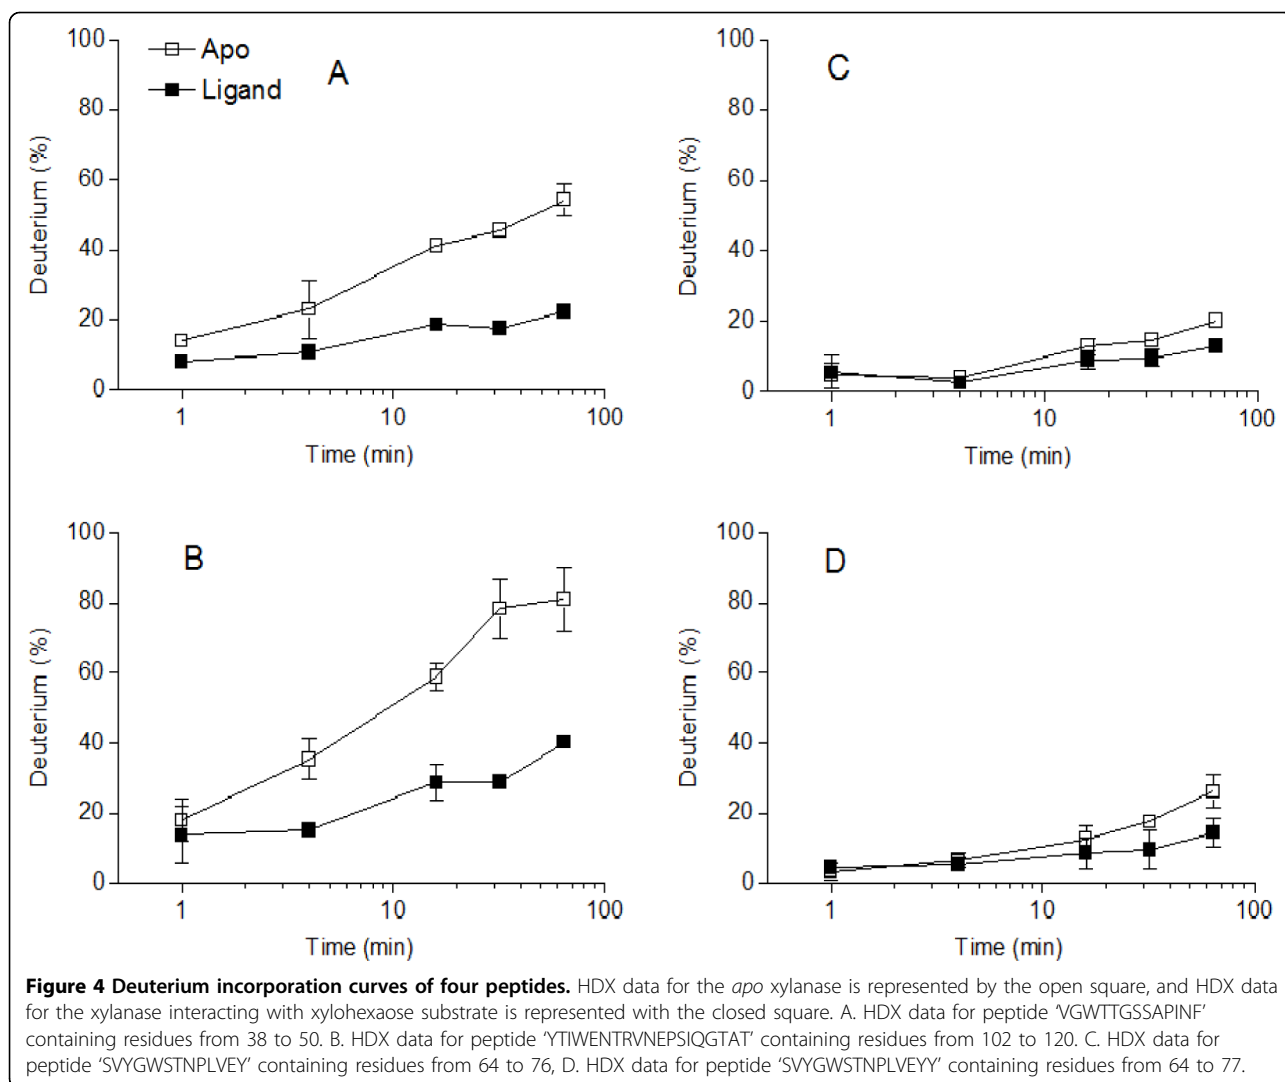 100
80
60
40
20
0
Deuterium (%)
Apo
Ligand
A
1
10
100
Time (min)
100
80
60
40
20
0
Deuterium (%)
C
1
10
100
Time (min)
100
80
60
40
20
0
Deuterium (%)
B
1
10
100
Time (min)
100
80
60
40
20
0
Deuterium (%)
D
1
10
100
Time (min)
Figure 4 Deuterium incorporation curves of four peptides. HDX data for the apo xylanase is represented by the open square, and HDX data
for the xylanase interacting with xylohexaose substrate is represented with the closed square. A. HDX data for peptide ‘VGWTTGSSAPINF’
containing residues from 38 to 50. B. HDX data for peptide ‘YTIWENTRVNEPSIQGTAT’ containing residues from 102 to 120. C. HDX data for
peptide ‘SVYGWSTNPLVEY’ containing residues from 64 to 76, D. HDX data for peptide ‘SVYGWSTNPLVEYY’ containing residues from 64 to 77.